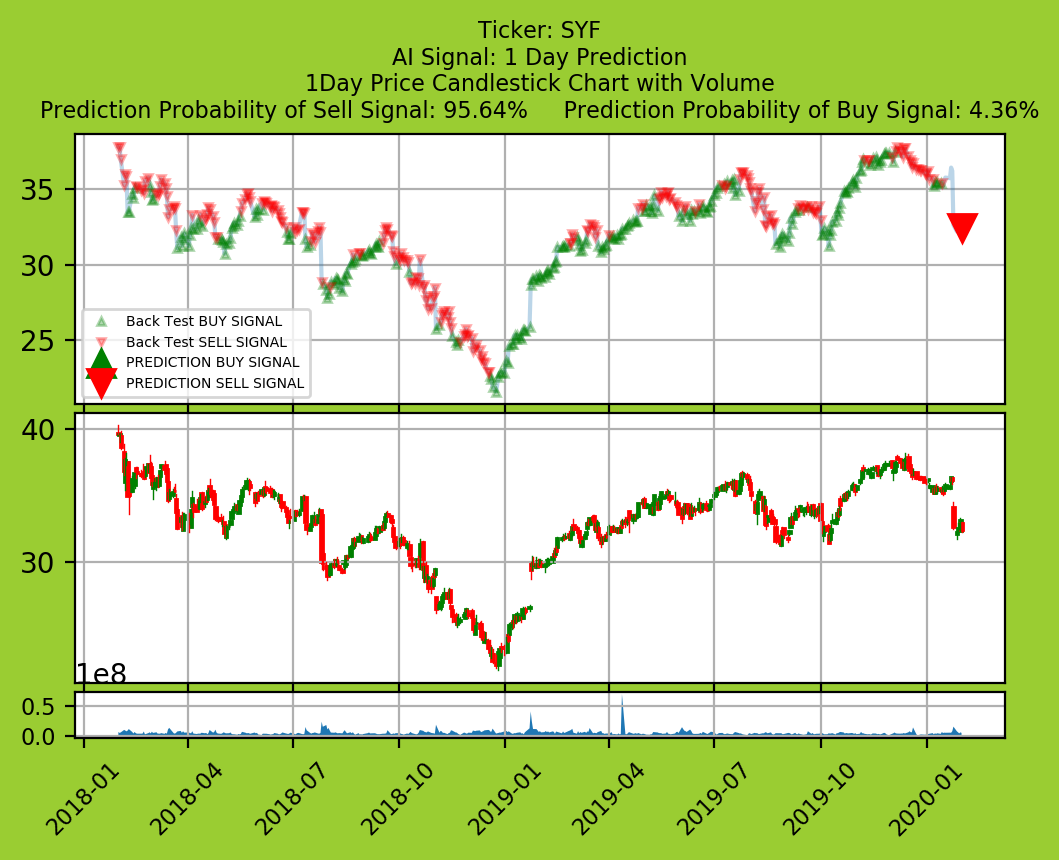 Ticker: SYF
AI Signal: 1 Day Prediction
1Day Price Candlestick Chart with Volume
Prediction Probability of Sell Signal: 95.64% Prediction Probability of Buy Signal: 4.36%
35
30
25
Back Test BUY SIGNAL
Back Test SELL SIGNAL
PREDICTION BUY SIGNAL
PREDICTION SELL SIGNAL
40
30
1e8
0.5
0.0
2018-01
2018-04
2018-07
2018-10
2019-01
2019-04
2019-07
2019-10
2020-01